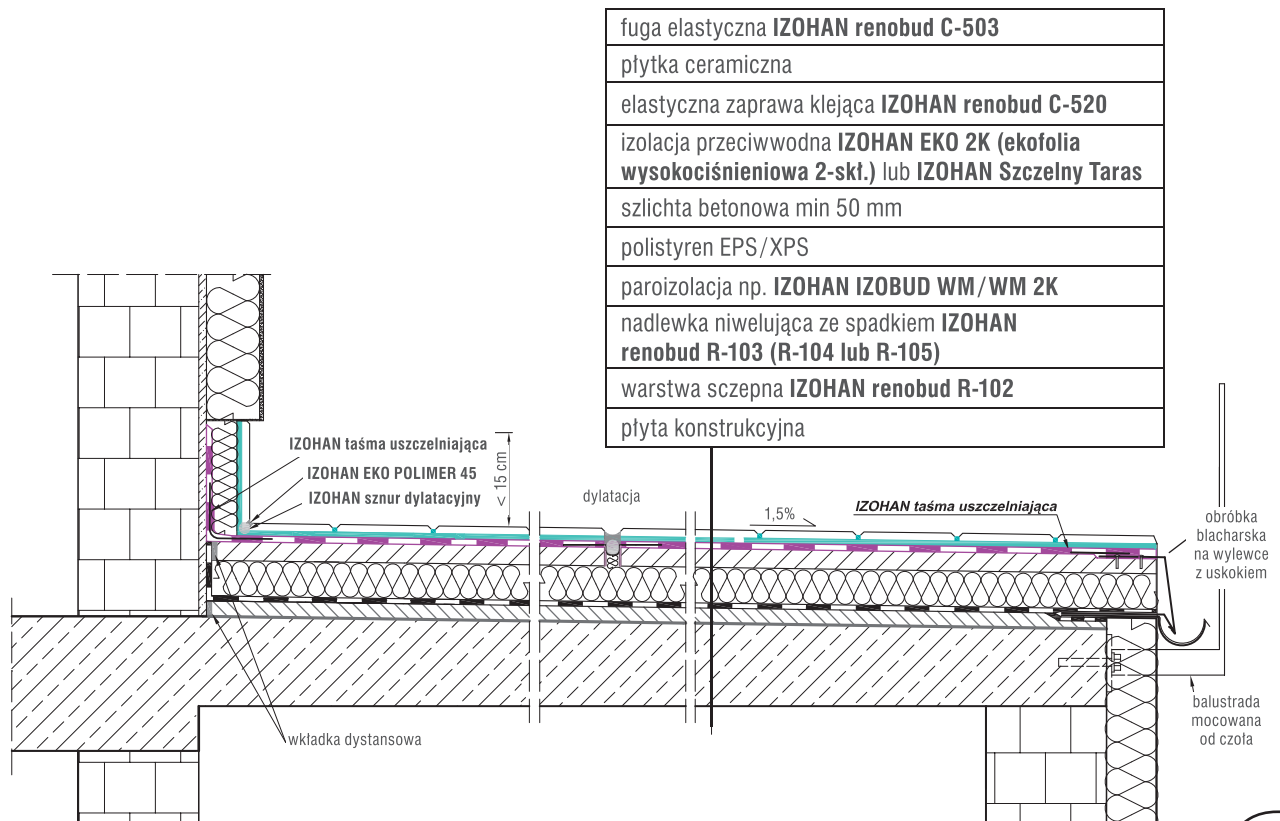 fuga elastyczna IZOHAN renobud C-503
płytka ceramiczna
elastyczna zaprawa klejąca IZOHAN renobud C-520
izolacja przeciwwodna IZOHAN EKO 2K (ekofolia
wysokociśnieniowa 2-skł.) lub IZOHAN Szczelny Taras
szlichta betonowa min 50 mm
polistyren EPS/XPS
paroizolacja np. IZOHAN IZOBUD WM/WM 2K
nadlewka niwelująca ze spadkiem IZOHAN
renobud R-103 (R-104 lub R-105)
warstwa sczepna IZOHAN renobud R-102
płyta konstrukcyjna
IZOHAN taśma uszczelniająca
IZOHAN EKO POLIMER 45
IZOHAN sznur dylatacyjny
< 15 cm
dylatacja
1,5%
IZOHAN taśma uszczelniająca
obróbka
blacharska
na wylewce
z uskokiem
wkładka dystansowa
balustrada
mocowana
od czoła